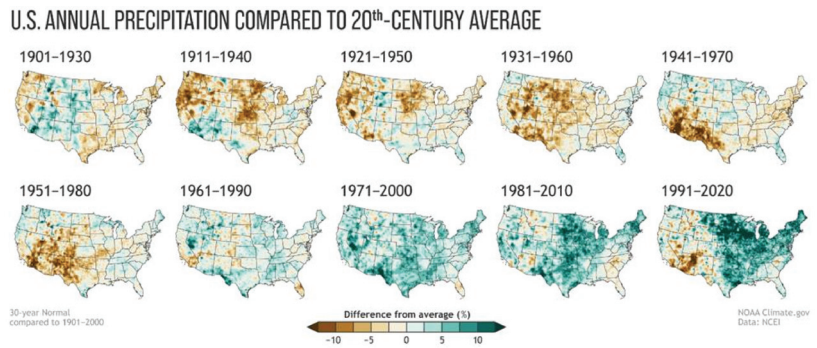 U.S. ANNUAL PRECIPITATION COMPARED TO 20th-CENTURY AVERAGE
1901–1930
1911–1940
1921–1950
1931–1960
1941–1970
1951–1980
1961–1990
1971–2000
1981–2010
1991–2020
30-year Normal
compared to 1901–2000
Difference from average (%)
-10 -5 0 5 10
NOAA Climate.gov
Data: NCEI